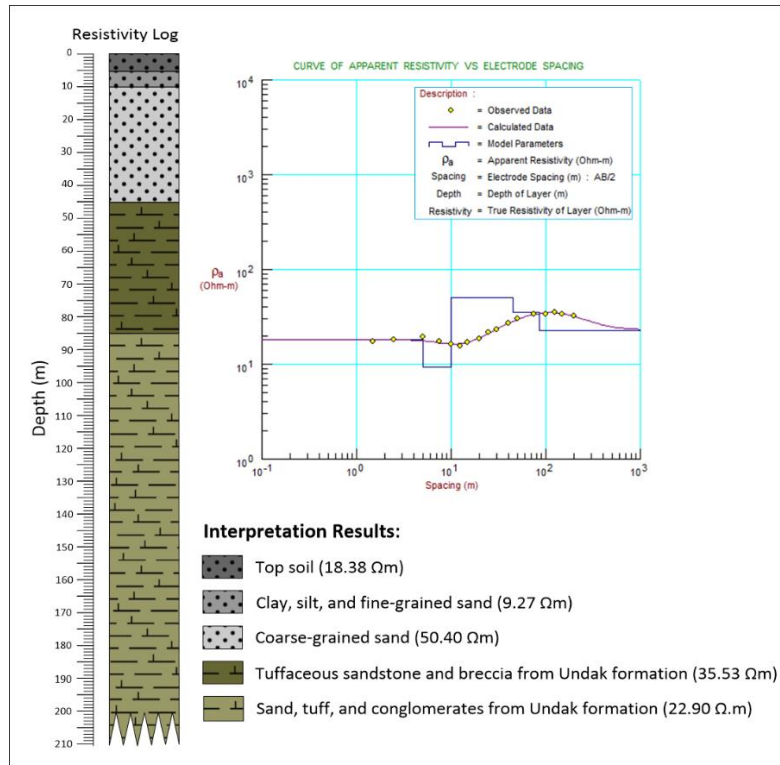 Resistivity Log
0
10
20
30
40
50
60
70
80
90
100
110
120
130
140
150
160
170
180
190
200
210
Depth (m)
CURVE OF APPARENT RESISTIVITY VS ELECTRODE SPACING
Description :
= Observed Data
= Calculated Data
= Model Parameters
ρa = Apparent Resistivity (Ohm-m)
Spacing = Electrode Spacing (m) : AB/2
Depth = Depth of Layer (m)
Resistivity = True Resistivity of Layer (Ohm-m)
10⁴
10³
10²
10¹
10⁰
ρa
(Ohm-m)
10⁻¹ 10⁰ 10¹ 10² 10³
Spacing (m)
Interpretation Results:
Top soil (18.38 Ωm)
Clay, silt, and fine-grained sand (9.27 Ωm)
Coarse-grained sand (50.40 Ωm)
Tuffaceous sandstone and breccia from Undak formation (35.53 Ωm)
Sand, tuff, and conglomerates from Undak formation (22.90 Ω.m)